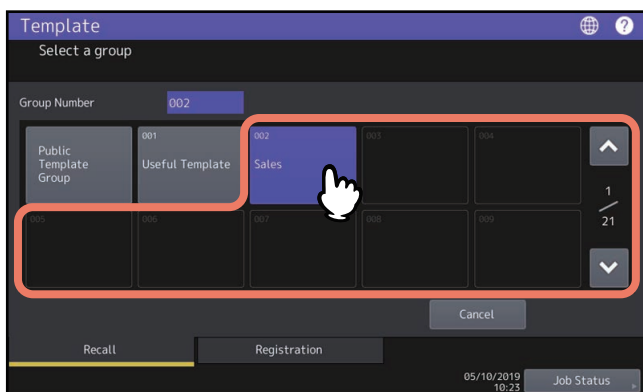 Template
?
Select a group
Group Number 002
Public
Template
Group
001
Useful Template
002
Sales
003
004
1
21
005
006
007
008
009
Cancel
Recall
Registration
05/10/2019
10:23
Job Status